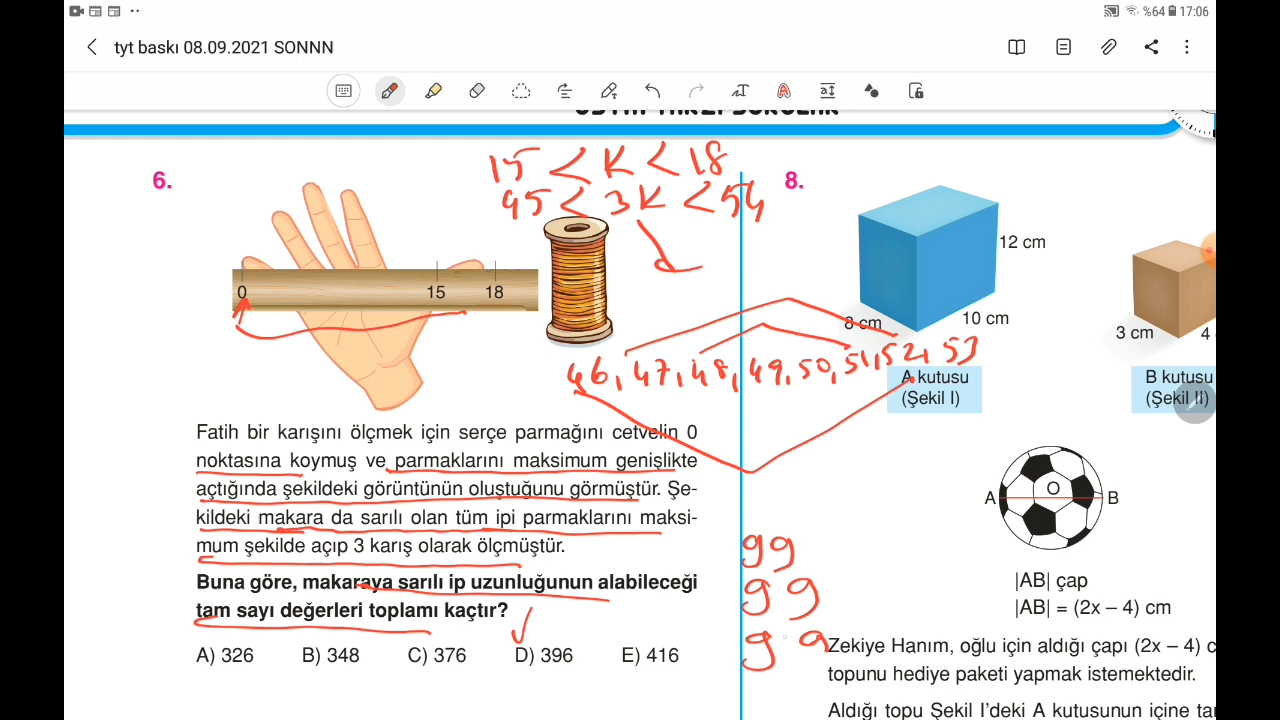 %64 17:06
tyt baskı 08.09.2021 SONNN
6.
15 < K < 18
45 < 3K < 54
0 15 18
46, 47, 48, 49, 50, 51, 52, 53
Fatih bir karışını ölçmek için serçe parmağını cetvelin 0
noktasına koymuş ve parmaklarını maksimum genişlikte
açtığında şekildeki görüntünün oluştuğunu görmüştür. Şe-
kildeki makara da sarılı olan tüm ipi parmaklarını maksi-
mum şekilde açıp 3 karış olarak ölçmüştür.
Buna göre, makaraya sarılı ip uzunluğunun alabileceği
tam sayı değerleri toplamı kaçtır?
A) 326 B) 348 C) 376 D) 396 E) 416
99
99
99
8.
12 cm
10 cm
8 cm
A kutusu
(Şekil I)
3 cm 4
B kutusu
(Şekil II)
A O B
|AB| çap
|AB| = (2x – 4) cm
Zekiye Hanım, oğlu için aldığı çapı (2x – 4) c
topunu hediye paketi yapmak istemektedir.
Aldığı topu Şekil I'deki A kutusunun içine ta